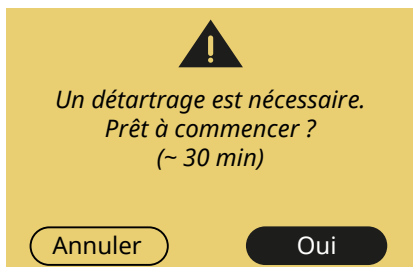 Un détartrage est nécessaire.
Prêt à commencer ?
(~ 30 min)
Annuler
Oui